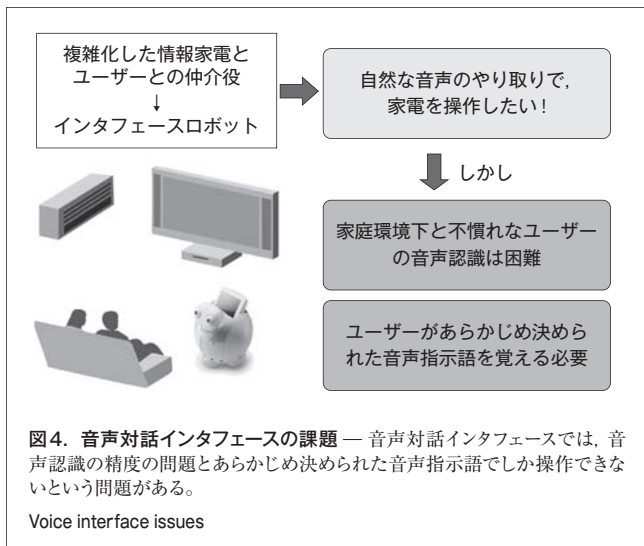 複雑化した情報家電と
ユーザーとの仲介役
↓
インタフェースロボット
自然な音声のやり取りで，
家電を操作したい！
しかし
家庭環境下と不慣れなユーザー
の音声認識は困難
ユーザーがあらかじめ決めら
れた音声指示語を覚える必要
図4．音声対話インタフェースの課題 ― 音声対話インタフェースでは，音
声認識の精度の問題とあらかじめ決められた音声指示語でしか操作できな
いという問題がある。
Voice interface issues